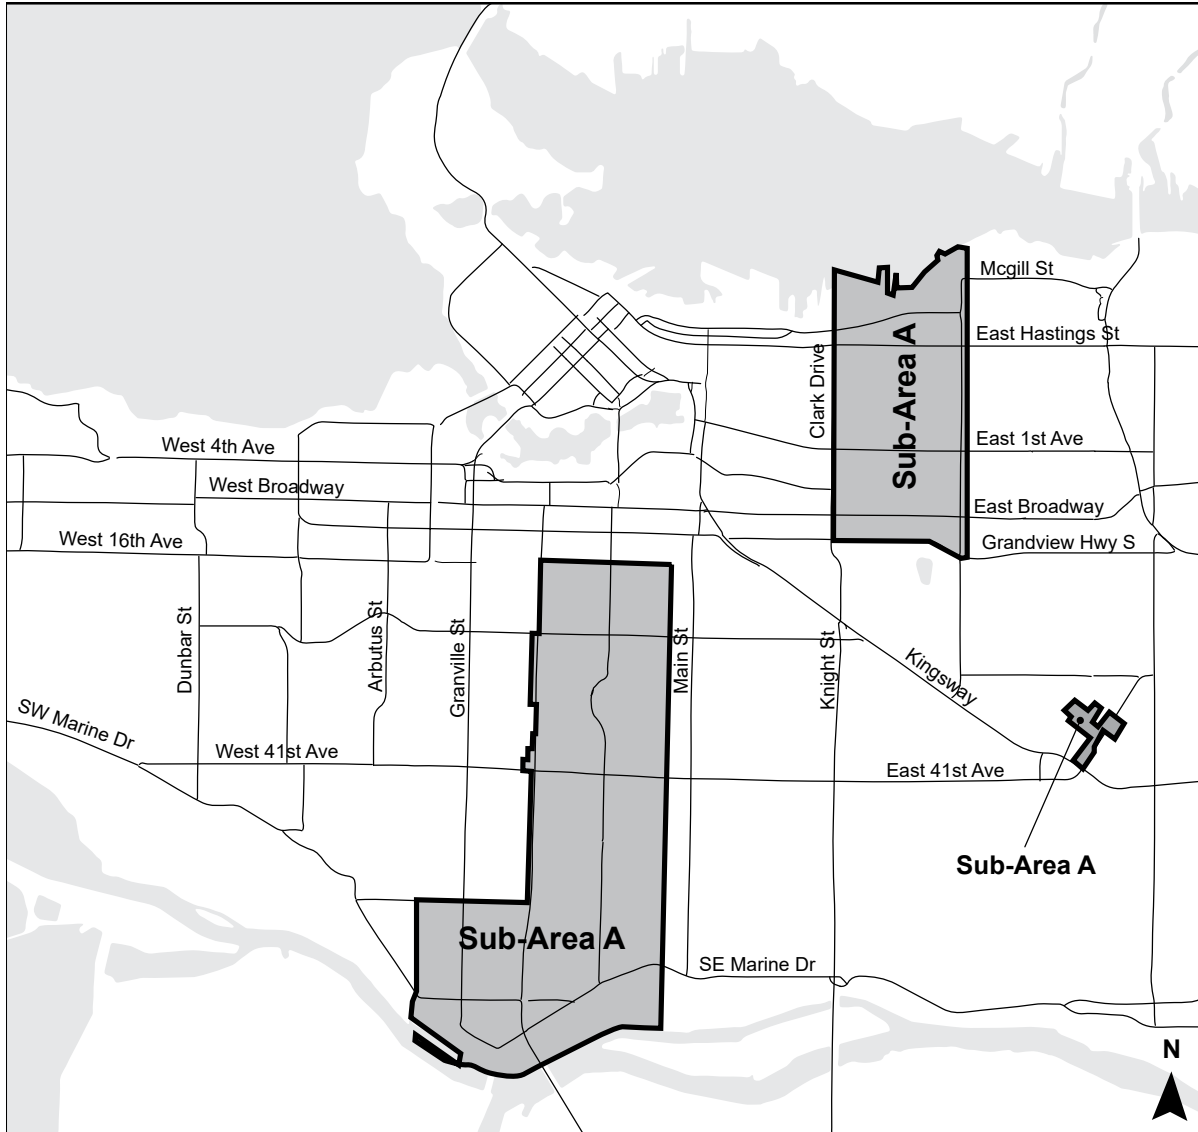 Mcgill St
East Hastings St
Clark Drive
Sub-Area A
East 1st Ave
West 4th Ave
West Broadway
East Broadway
West 16th Ave
Grandview Hwy S
Dunbar St
Arbutus St
Granville St
Main St
Knight St
Kingsway
SW Marine Dr
West 41st Ave
East 41st Ave
Sub-Area A
Sub-Area A
SE Marine Dr
N